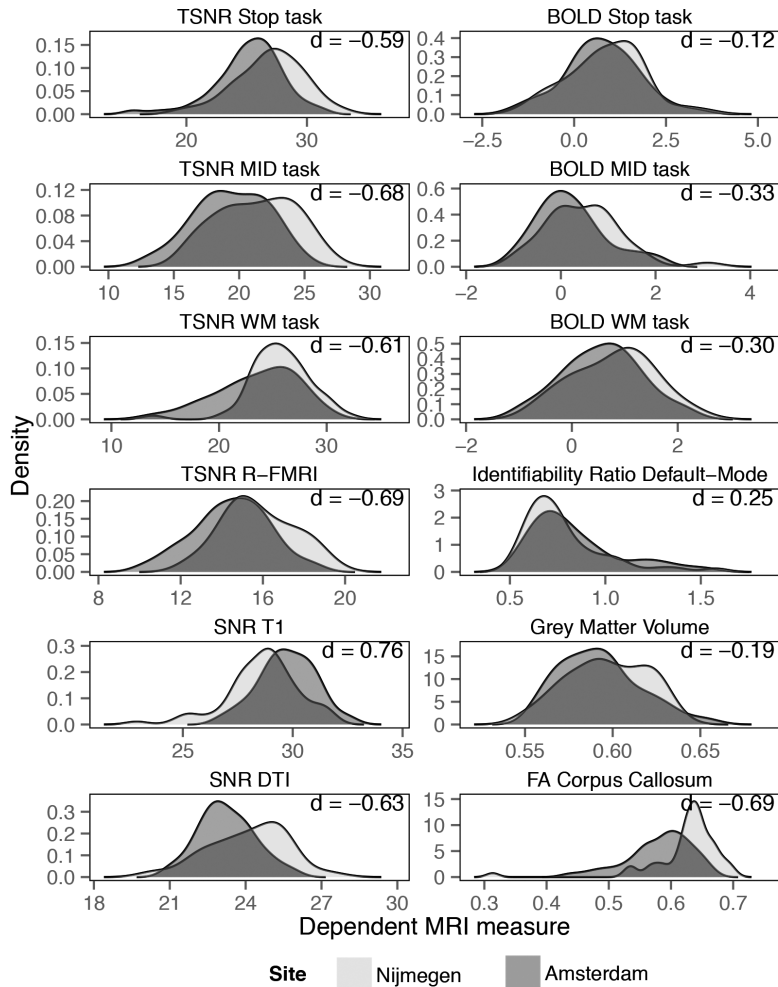 TSNR Stop task
d = −0.59
0.15
0.10
0.05
0.00
20 30
BOLD Stop task
d = −0.12
0.4
0.3
0.2
0.1
0.0
−2.5 0.0 2.5 5.0
TSNR MID task
d = −0.68
0.12
0.08
0.04
0.00
10 15 20 25 30
BOLD MID task
d = −0.33
0.6
0.4
0.2
0.0
−2 0 2 4
TSNR WM task
d = −0.61
0.15
0.10
0.05
0.00
10 20 30
BOLD WM task
d = −0.30
0.5
0.4
0.3
0.2
0.1
0.0
−2 0 2
Density
TSNR R−FMRI
d = −0.69
0.20
0.15
0.10
0.05
0.00
8 12 16 20
Identifiability Ratio Default−Mode
d = 0.25
3
2
1
0
0.5 1.0 1.5
SNR T1
d = 0.76
0.3
0.2
0.1
0.0
25 30 35
Grey Matter Volume
d = −0.19
15
10
5
0
0.55 0.60 0.65
SNR DTI
d = −0.63
0.3
0.2
0.1
0.0
18 21 24 27 30
FA Corpus Callosum
d = −0.69
15
10
5
0
0.3 0.4 0.5 0.6 0.7
Dependent MRI measure
Site Nijmegen Amsterdam